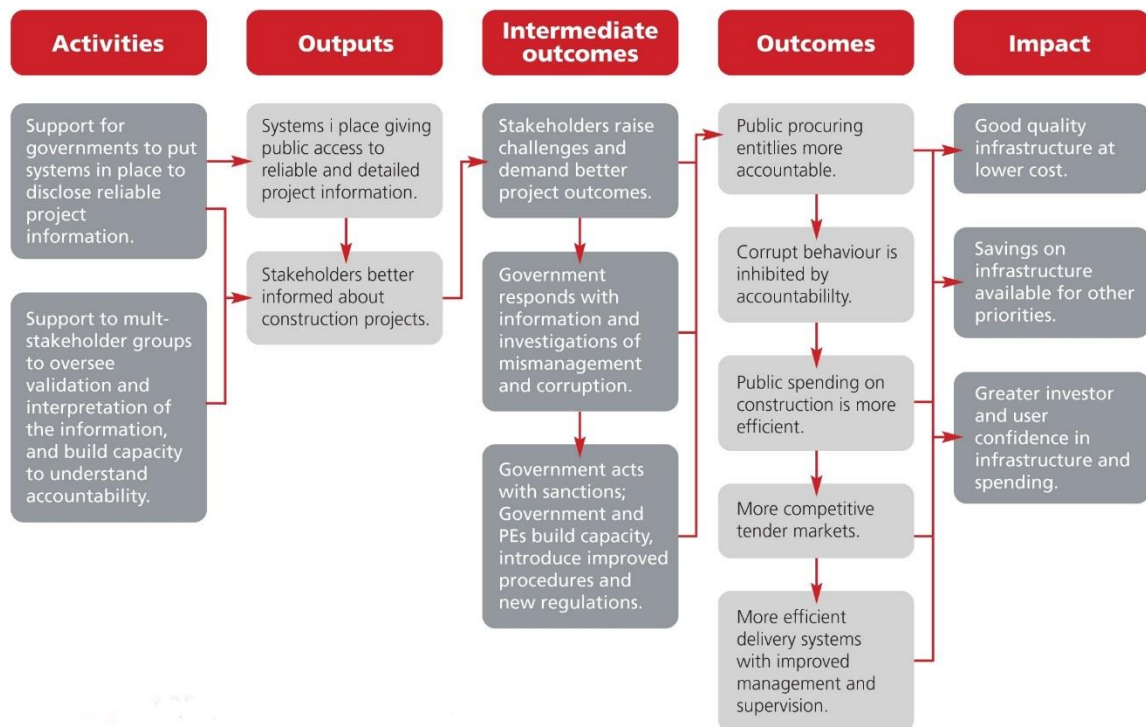 Activities
Support for
governments to put
systems in place to
disclose reliable
project
information.
Support to mult-
stakeholder groups
to oversee
validation and
interpretation of
the information,
and build capacity
to understand
accountability.
Outputs
Systems i place giving
public access to
reliable and detailed
project information.
Stakeholders better
informed about
construction projects.
Intermediate
outcomes
Stakeholders raise
challenges and
demand better
project outcomes.
Government
responds with
information and
investigations of
mismanagement
and corruption.
Government acts
with sanctions;
Government and
PEs build capacity,
introduce improved
procedures and
new regulations.
Outcomes
Public procuring
entitlies more
accountable.
Corrupt behaviour is
inhibited by
accountabililty.
Public spending on
construction is more
efficient.
More competitive
tender markets.
More efficient
delivery systems
with improved
management and
supervision.
Impact
Good quality
infrastructure at
lower cost.
Savings on
infrastructure
available for other
priorities.
Greater investor
and user
confidence in
infrastructure and
spending.